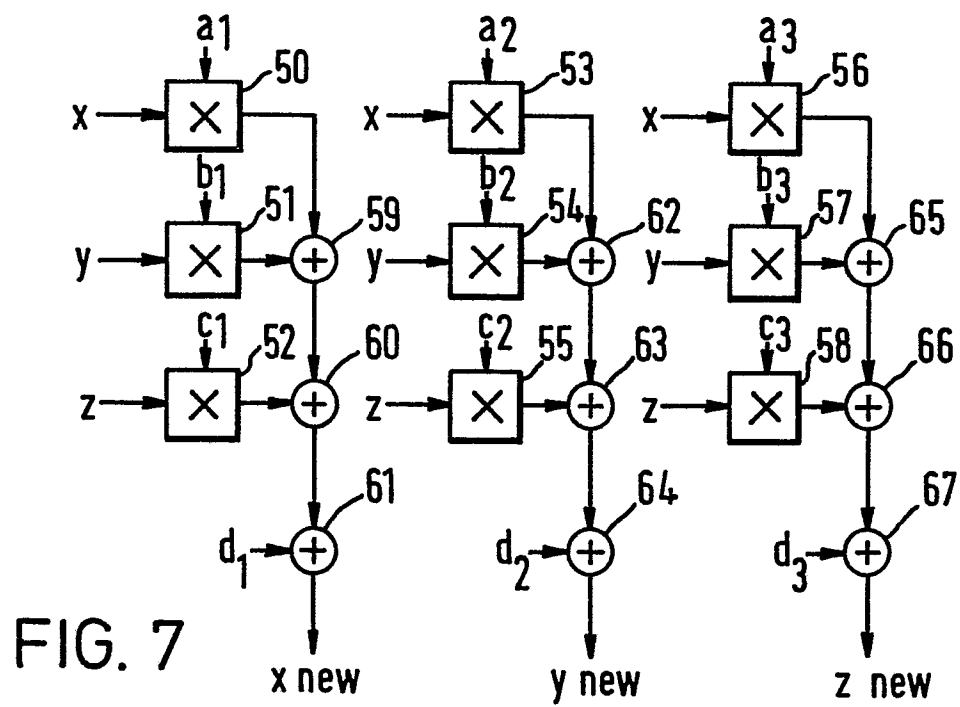 a1 a2 a3
50 53 56
x x x
b1 b2 b3
51 59 54 62 57 65
y y y
c1 c2 c3
52 60 55 63 58 66
z z z
61 64 67
d1 d2 d3
FIG. 7
x new y new z new